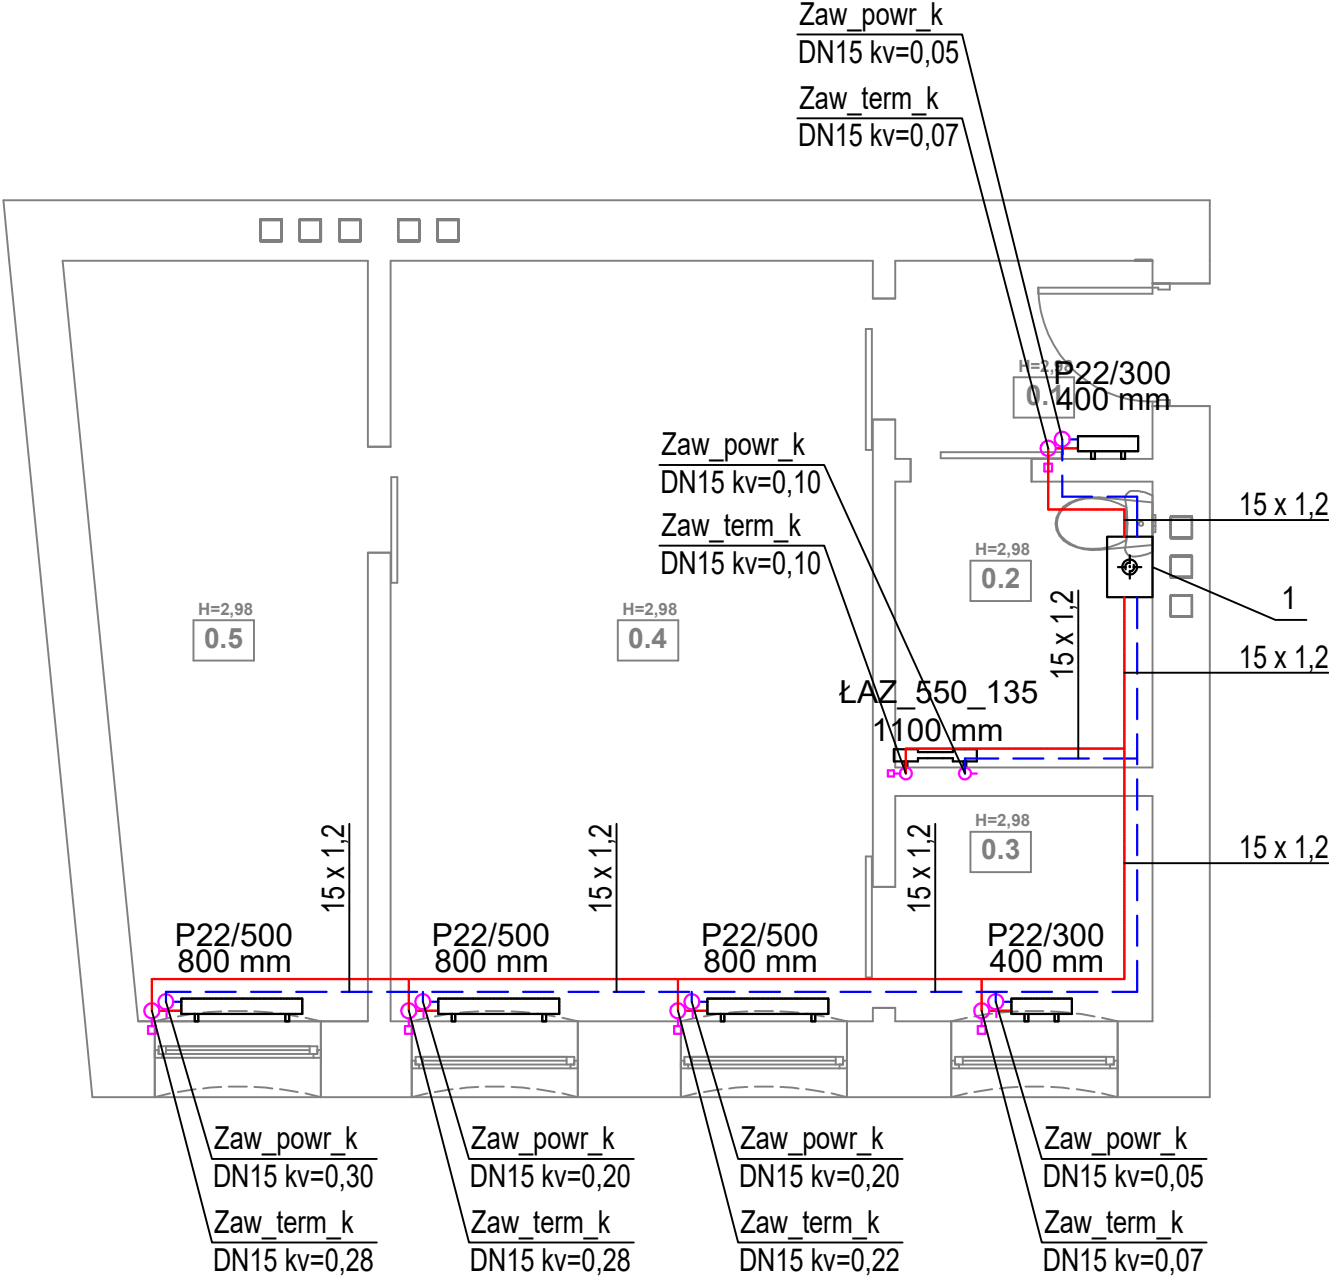 Zaw_powr_k
DN15 kv=0,05
Zaw_term_k
DN15 kv=0,07
H=2,98
0.1
P22/300
400 mm
Zaw_powr_k
DN15 kv=0,10
Zaw_term_k
DN15 kv=0,10
15 x 1,2
H=2,98
0.2
1
H=2,98
0.5
H=2,98
0.4
15 x 1,2
15 x 1,2
ŁAZ_550_135
1100 mm
H=2,98
0.3
15 x 1,2
15 x 1,2
15 x 1,2
15 x 1,2
P22/500
800 mm
P22/500
800 mm
P22/500
800 mm
P22/300
400 mm
Zaw_powr_k
DN15 kv=0,30
Zaw_term_k
DN15 kv=0,28
Zaw_powr_k
DN15 kv=0,20
Zaw_term_k
DN15 kv=0,28
Zaw_powr_k
DN15 kv=0,20
Zaw_term_k
DN15 kv=0,22
Zaw_powr_k
DN15 kv=0,05
Zaw_term_k
DN15 kv=0,07